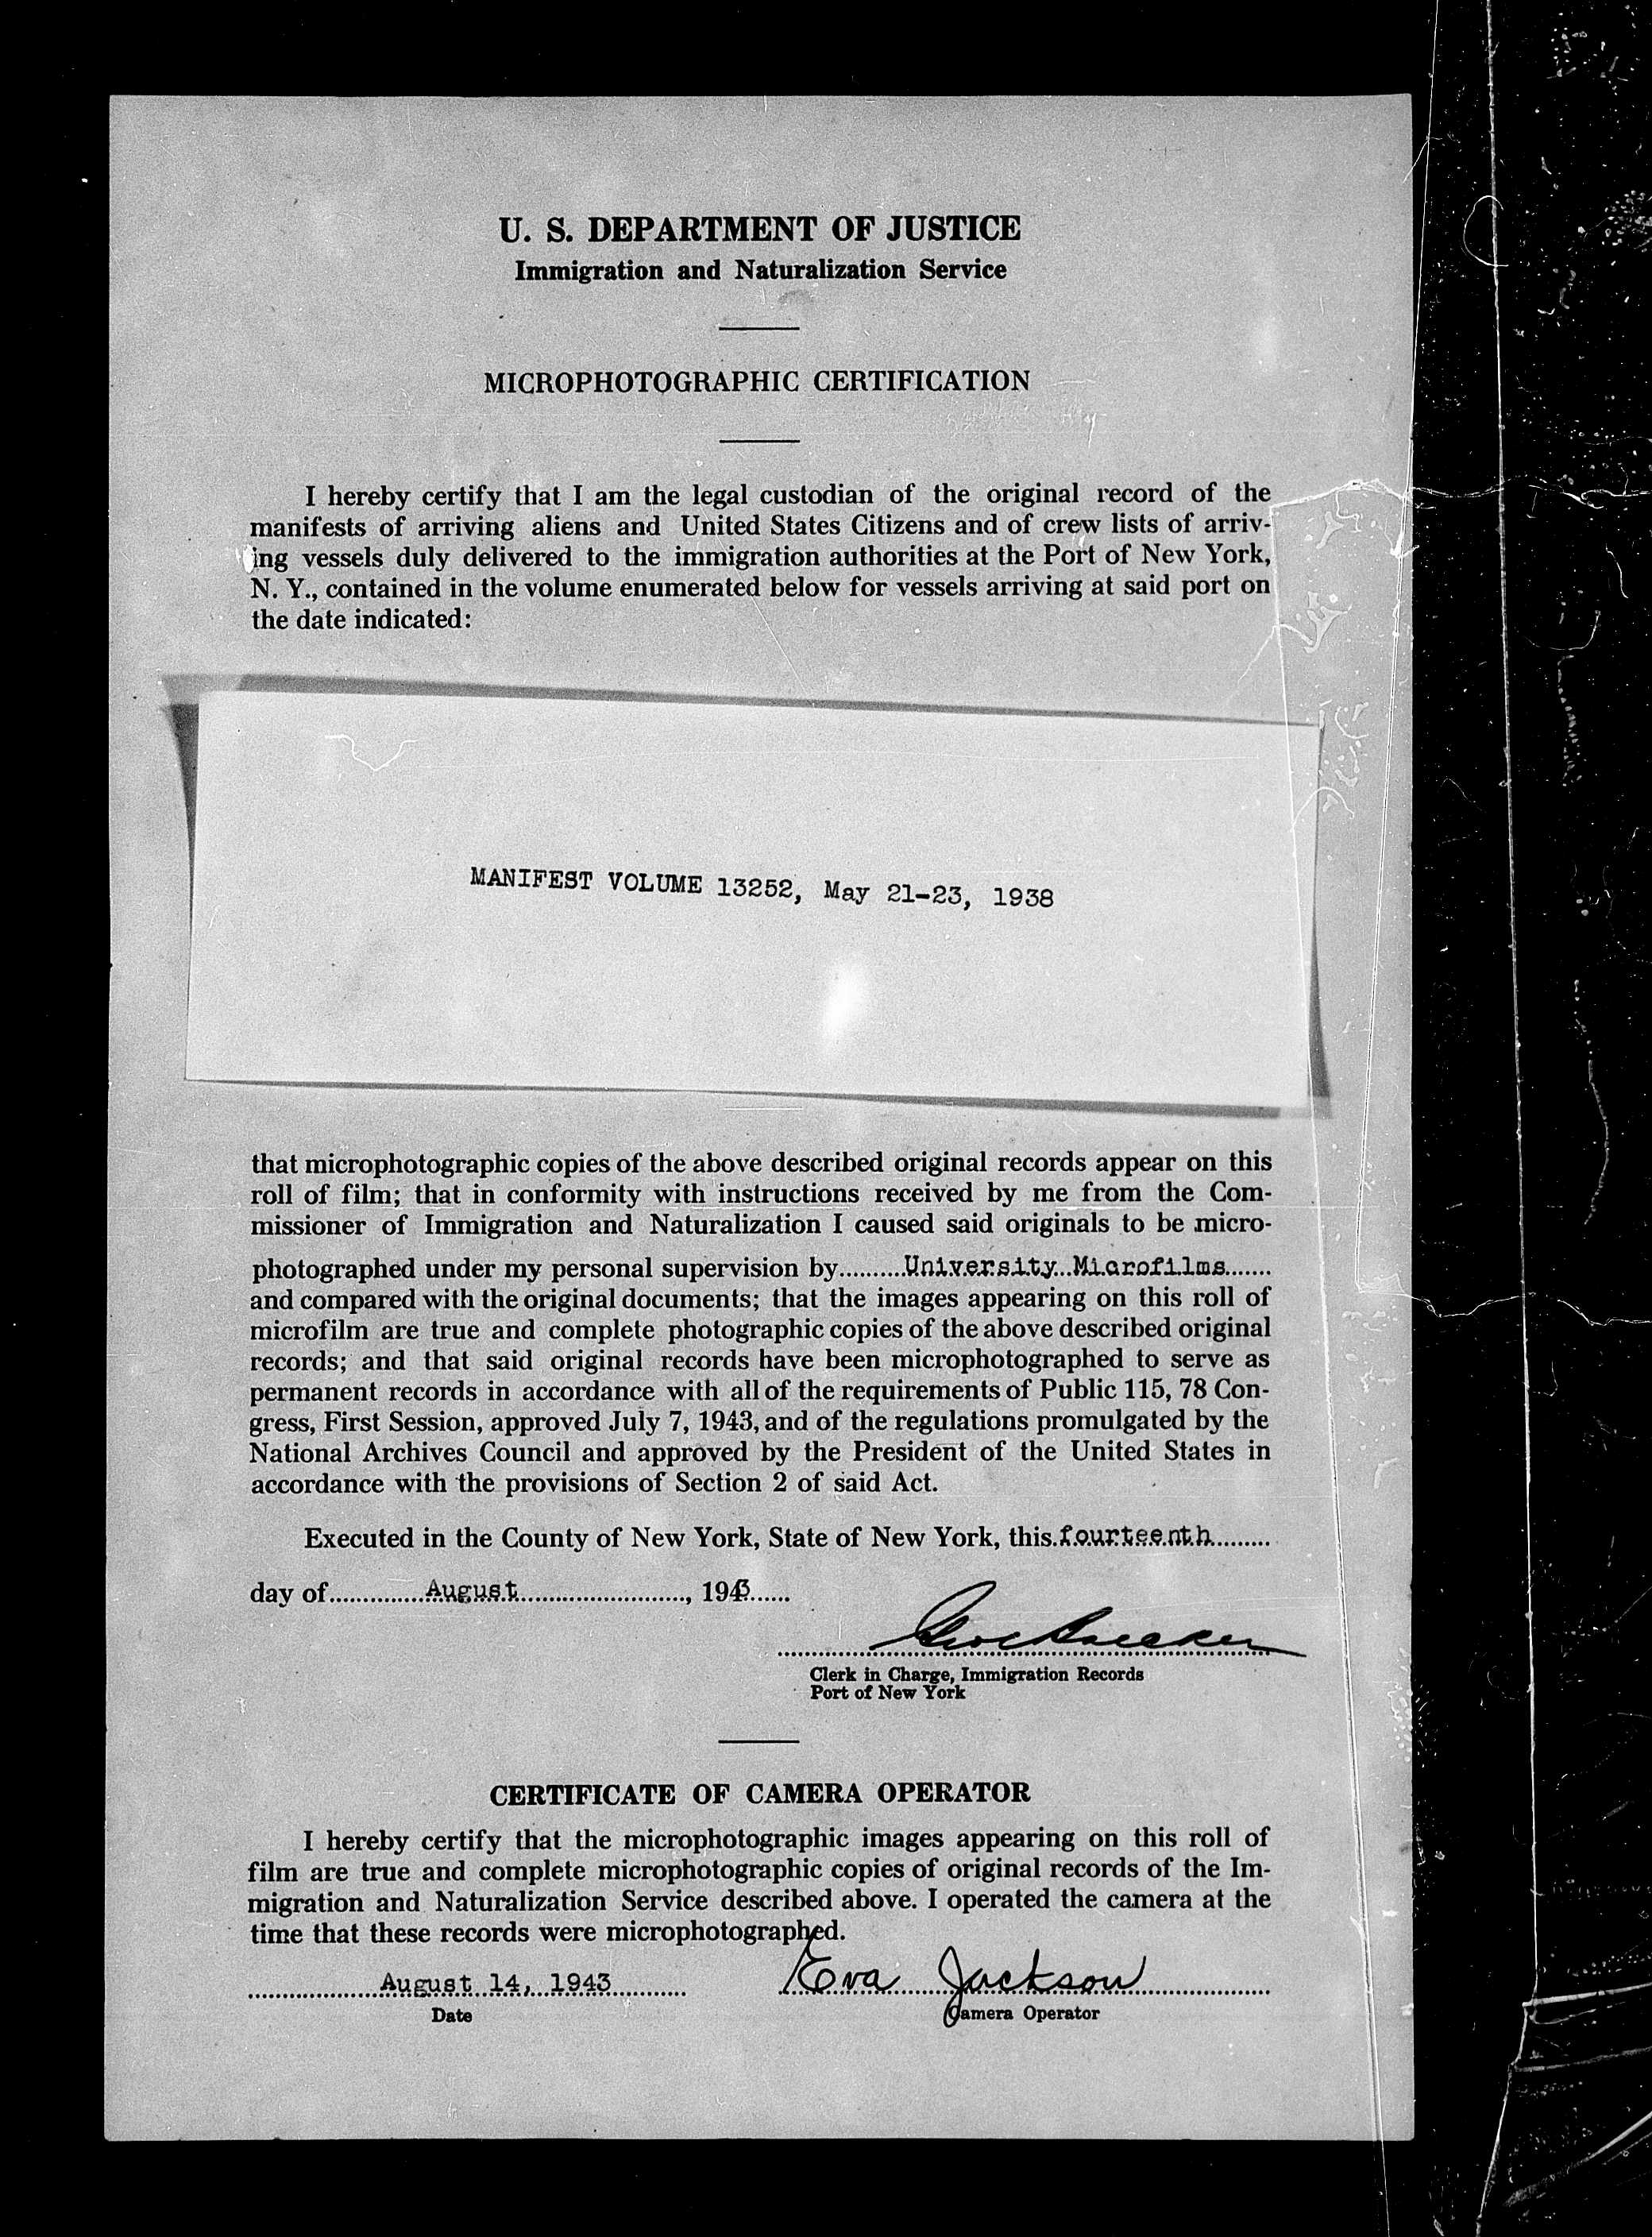 U. S. DEPARTMENT OF JUSTICE
Immigration and Naturalization Service
MICROPHOTOGRAPHIC CERTIFICATION
I hereby certify that I am the legal custodian of the original record of the
manifests of arriving aliens and United States Citizens and of crew lists of arriv-
ing vessels duly delivered to the immigration authorities at the Port of New York,
N. Y., contained in the volume enumerated below for vessels arriving at said port on
the date indicated:
MANIFEST VOLUME 13252, May 21-23, 1938
that microphotographic copies of the above described original records appear on this
roll of film; that in conformity with instructions received by me from the Com-
missioner of Immigration and Naturalization I caused said originals to be micro-
photographed under my personal supervision by..........University Microfilms.......
and compared with the original documents; that the images appearing on this roll of
microfilm are true and complete photographic copies of the above described original
records; and that said original records have been microphotographed to serve as
permanent records in accordance with all of the requirements of Public 115, 78 Con-
gress, First Session, approved July 7, 1943, and of the regulations promulgated by the
National Archives Council and approved by the President of the United States in
accordance with the provisions of Section 2 of said Act.
Executed in the County of New York, State of New York, this fourteenth.........
day of..............August........................, 1943......
Clerk in Charge, Immigration Records
Port of New York
CERTIFICATE OF CAMERA OPERATOR
I hereby certify that the microphotographic images appearing on this roll of
film are true and complete microphotographic copies of original records of the Im-
migration and Naturalization Service described above. I operated the camera at the
time that these records were microphotographed.
August 14, 1943 Eva Jackson
Date Camera Operator